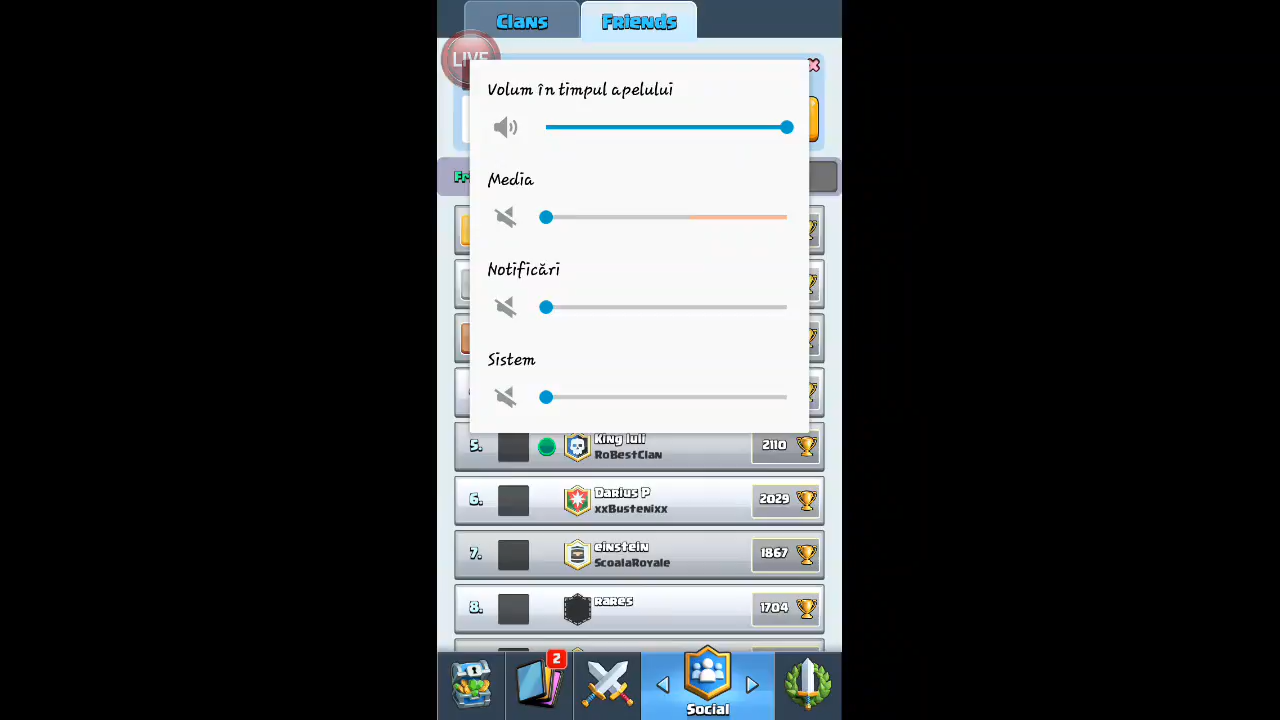 Clans
Friends
LIVE
x
Volum în timpul apelului
Fr
Media
Notificări
Sistem
5.
King Iuli
RoBestClan
2110
6.
Darius P
xxBustenixx
2029
7.
einstein
ScoalaRoyale
1867
8.
RaRes
1704
2
Social